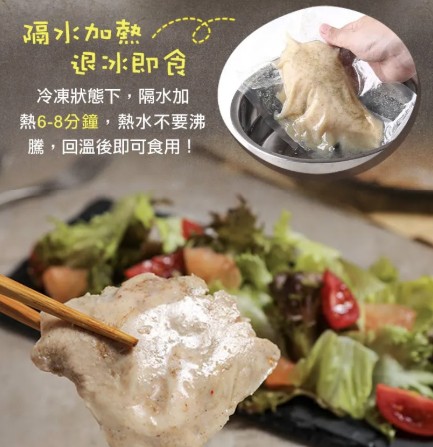 隔水加熱
退冰即食
冷凍狀態下，隔水加
熱6-8分鐘，熱水不要沸
騰，回溫後即可食用！